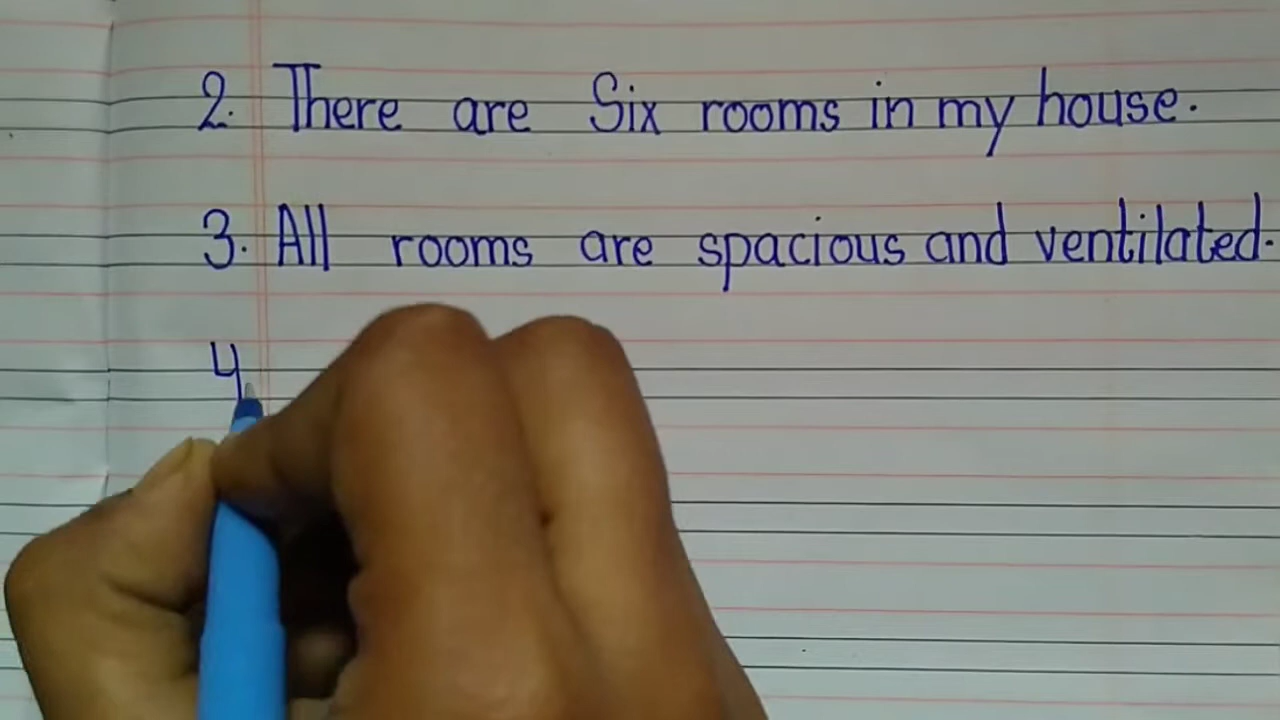 2. There are Six rooms in my house.
3. All rooms are spacious and ventilated.
4